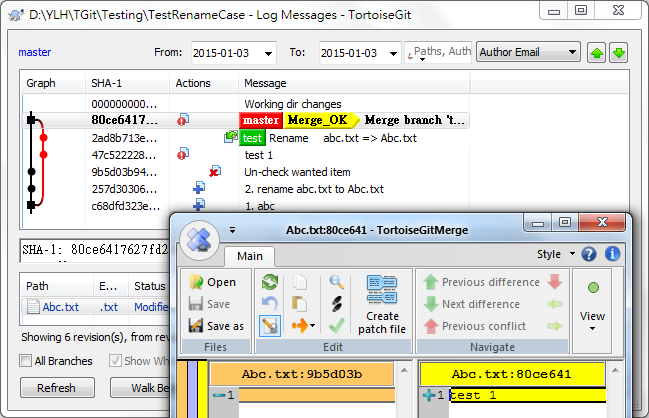 D:\YLH\TGit\Testing\TestRenameCase - Log Messages - TortoiseGit
master From: 2015-01-03 To: 2015-01-03 Paths, Auth Author Email
Graph SHA-1 Actions Message
000000000... Working dir changes
80ce6417... master Merge_OK Merge branch 't...
2ad8b713e... test Rename abc.txt => Abc.txt
47c522228... test 1
9b5d03b94... Un-check wanted item
257d30306... 2. rename abc.txt to Abc.txt
c68dfd323e... 1. abc
SHA-1: 80ce6417627fd2
Path E... Status
Abc.txt .txt Modifie
Showing 6 revision(s), from revi
All Branches Show Wh
Refresh Walk Be
Abc.txt:80ce641 - TortoiseGitMerge
Main Style
Open
Save
Save as
Files
Create
patch file
Edit
Previous difference
Next difference
Previous conflict
Navigate
View
Abc.txt:9b5d03b Abc.txt:80ce641
1 1 test 1